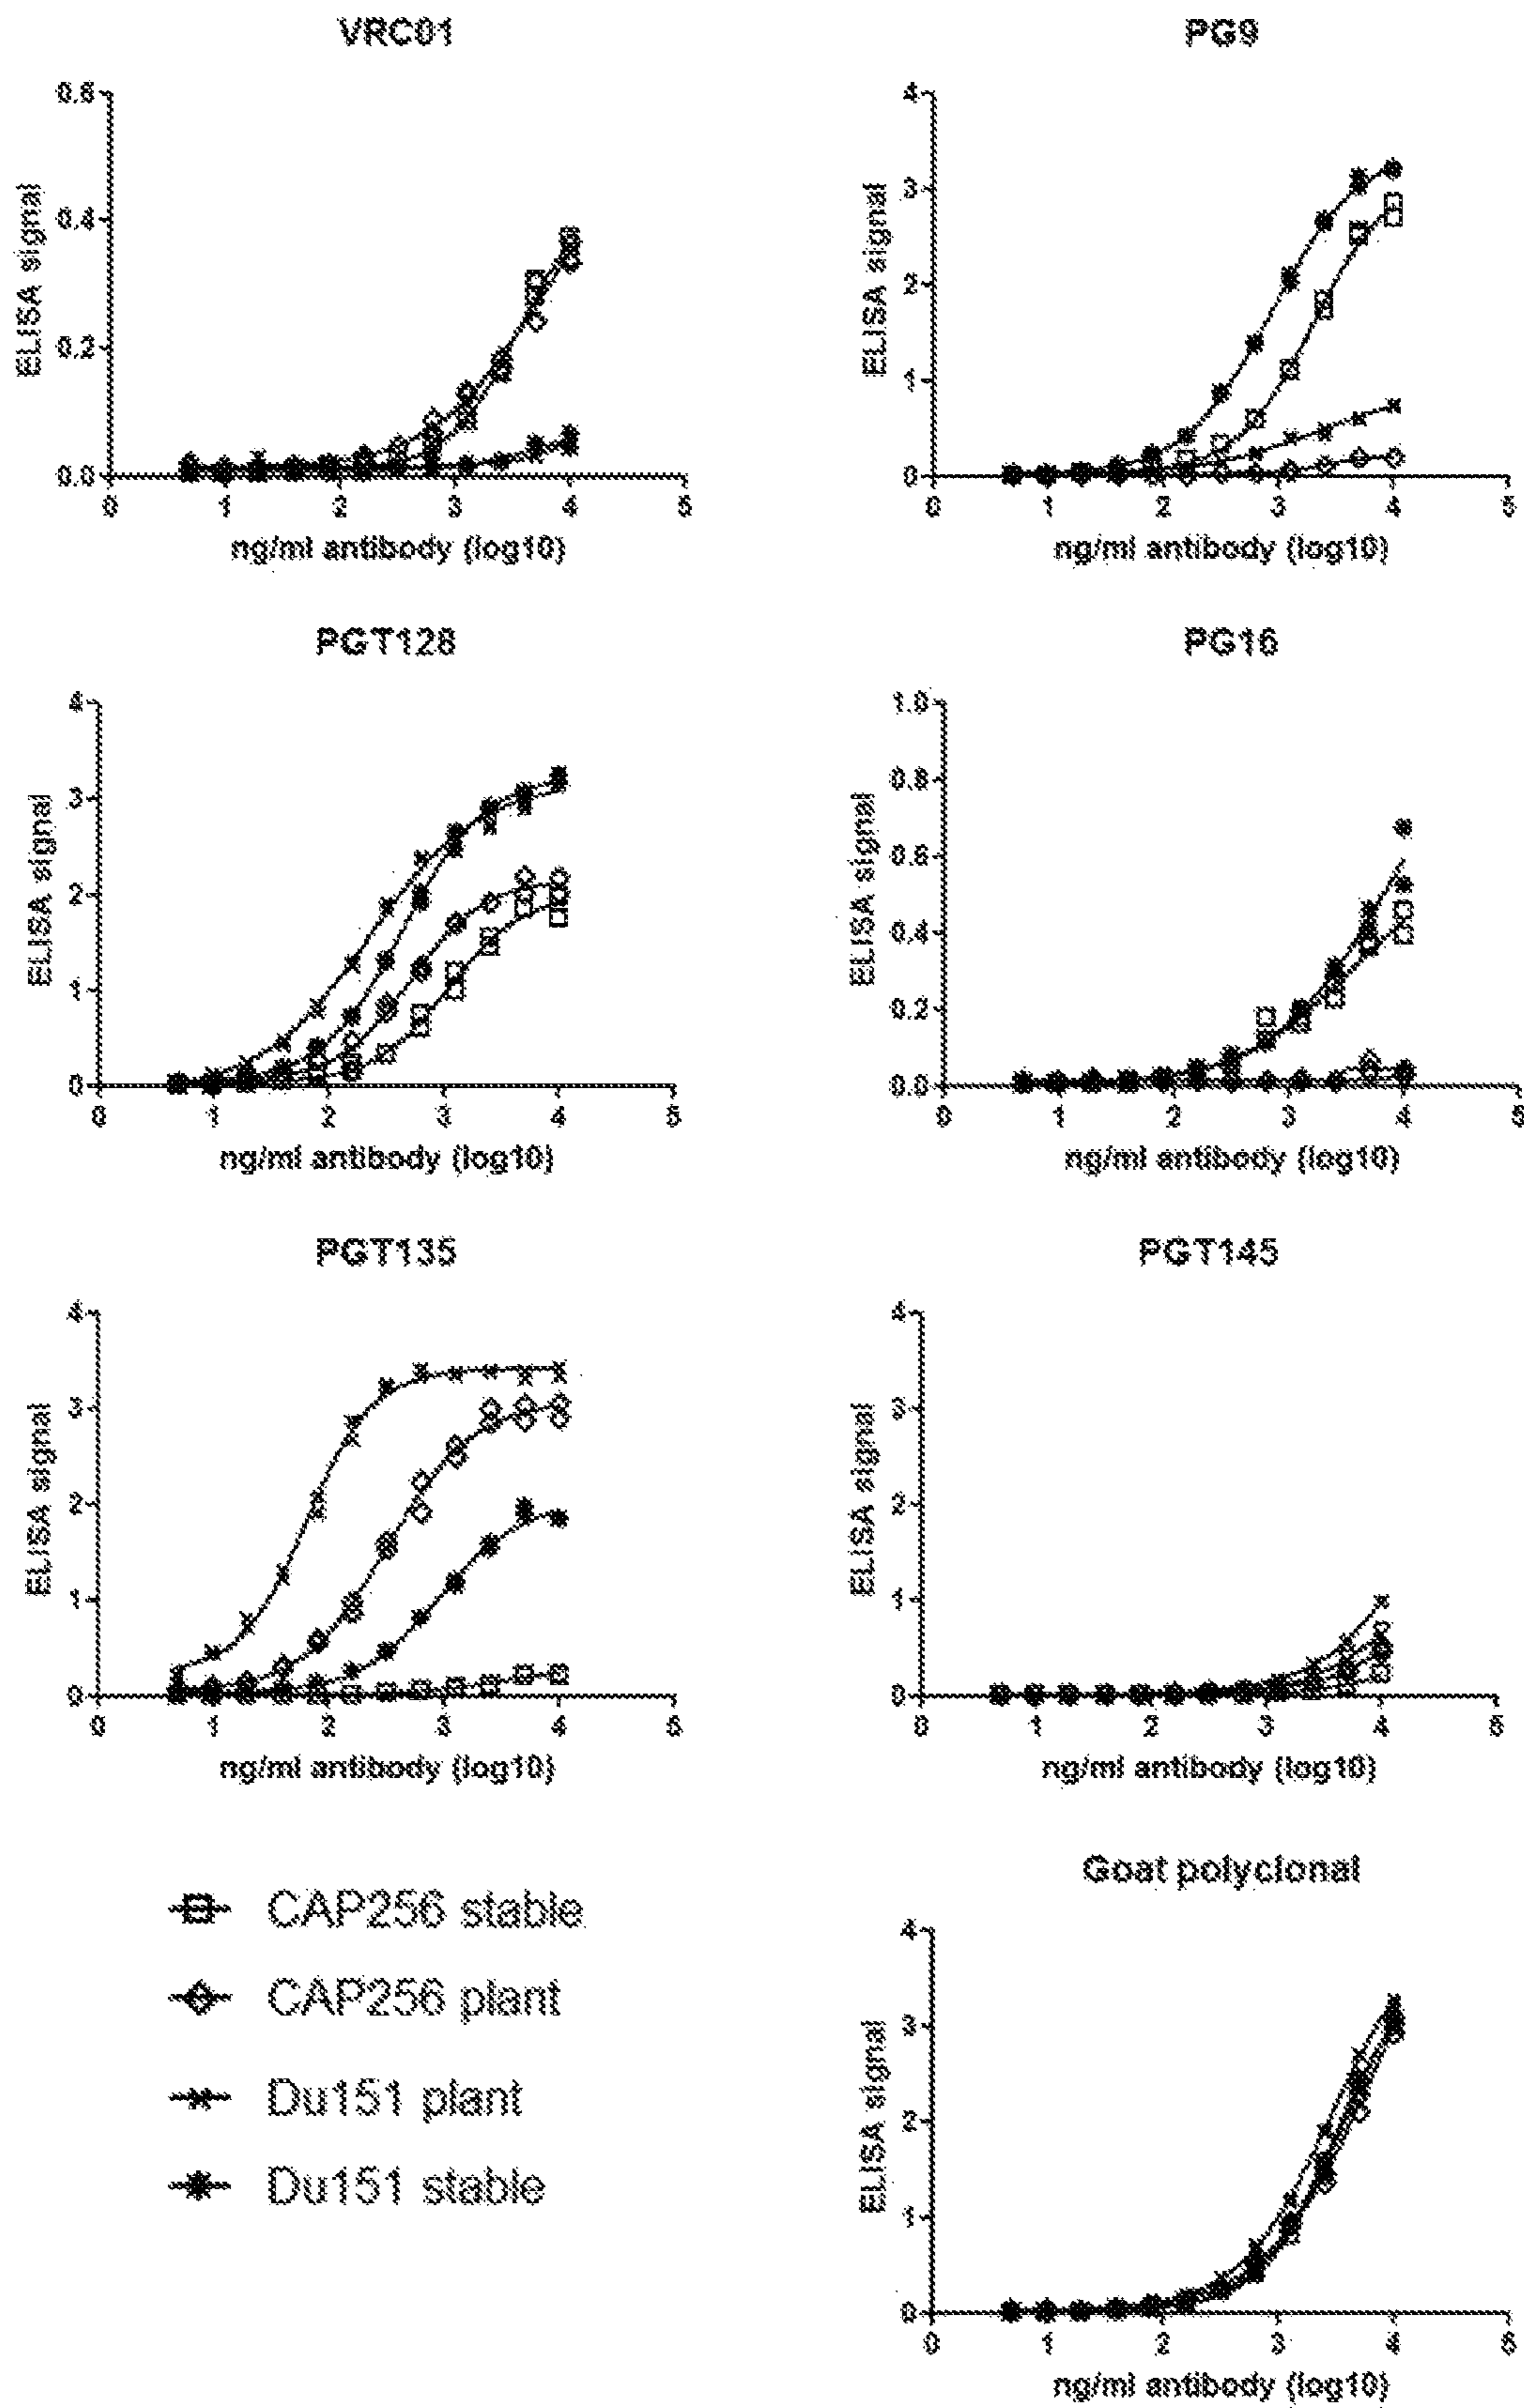 VRC01
0.6
0.4
0.2
0.0
ELISA signal
0 1 2 3 4 5
ng/ml antibody (log10)
PG9
4
3
2
1
0
ELISA signal
0 1 2 3 4 5
ng/ml antibody (log10)
PGT128
4
3
2
1
0
ELISA signal
0 1 2 3 4 5
ng/ml antibody (log10)
PG16
1.0
0.8
0.6
0.4
0.2
0.0
ELISA signal
0 1 2 3 4 5
ng/ml antibody (log10)
PGT135
4
3
2
1
0
ELISA signal
0 1 2 3 4 5
ng/ml antibody (log10)
PGT145
4
3
2
1
0
ELISA signal
0 1 2 3 4 5
ng/ml antibody (log10)
CAP256 stable
CAP256 plant
Du151 plant
Du151 stable
Goat polyclonal
4
3
2
1
0
ELISA signal
0 1 2 3 4 5
ng/ml antibody (log10)